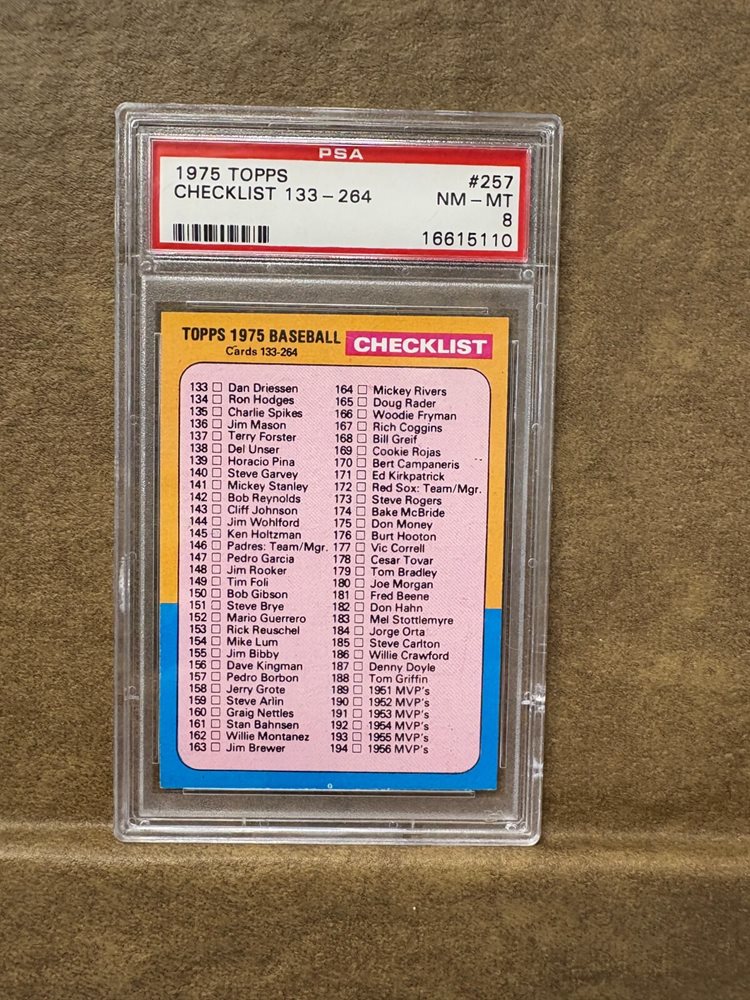 PSA
1975 TOPPS #257
CHECKLIST 133-264 NM-MT
8
16615110
TOPPS 1975 BASEBALL CHECKLIST
Cards 133-264
133 Dan Driessen
134 Ron Hodges
135 Charlie Spikes
136 Jim Mason
137 Terry Forster
138 Del Unser
139 Horacio Pina
140 Steve Garvey
141 Mickey Stanley
142 Bob Reynolds
143 Cliff Johnson
144 Jim Wohlford
145 Ken Holtzman
146 Padres: Team/Mgr.
147 Pedro Garcia
148 Jim Rooker
149 Tim Foli
150 Bob Gibson
151 Steve Brye
152 Mario Guerrero
153 Rick Reuschel
154 Mike Lum
155 Jim Bibby
156 Dave Kingman
157 Pedro Borbon
158 Jerry Grote
159 Steve Arlin
160 Graig Nettles
161 Stan Bahnsen
162 Willie Montanez
163 Jim Brewer
164 Mickey Rivers
165 Doug Rader
166 Woodie Fryman
167 Rich Coggins
168 Bill Greif
169 Cookie Rojas
170 Bert Campaneris
171 Ed Kirkpatrick
172 Red Sox: Team/Mgr.
173 Steve Rogers
174 Bake McBride
175 Don Money
176 Burt Hooton
177 Vic Correll
178 Cesar Tovar
179 Tom Bradley
180 Joe Morgan
181 Fred Beene
182 Don Hahn
183 Mel Stottlemyre
184 Jorge Orta
185 Steve Carlton
186 Willie Crawford
187 Denny Doyle
188 Tom Griffin
189 1951 MVP's
190 1952 MVP's
191 1953 MVP's
192 1954 MVP's
193 1955 MVP's
194 1956 MVP's